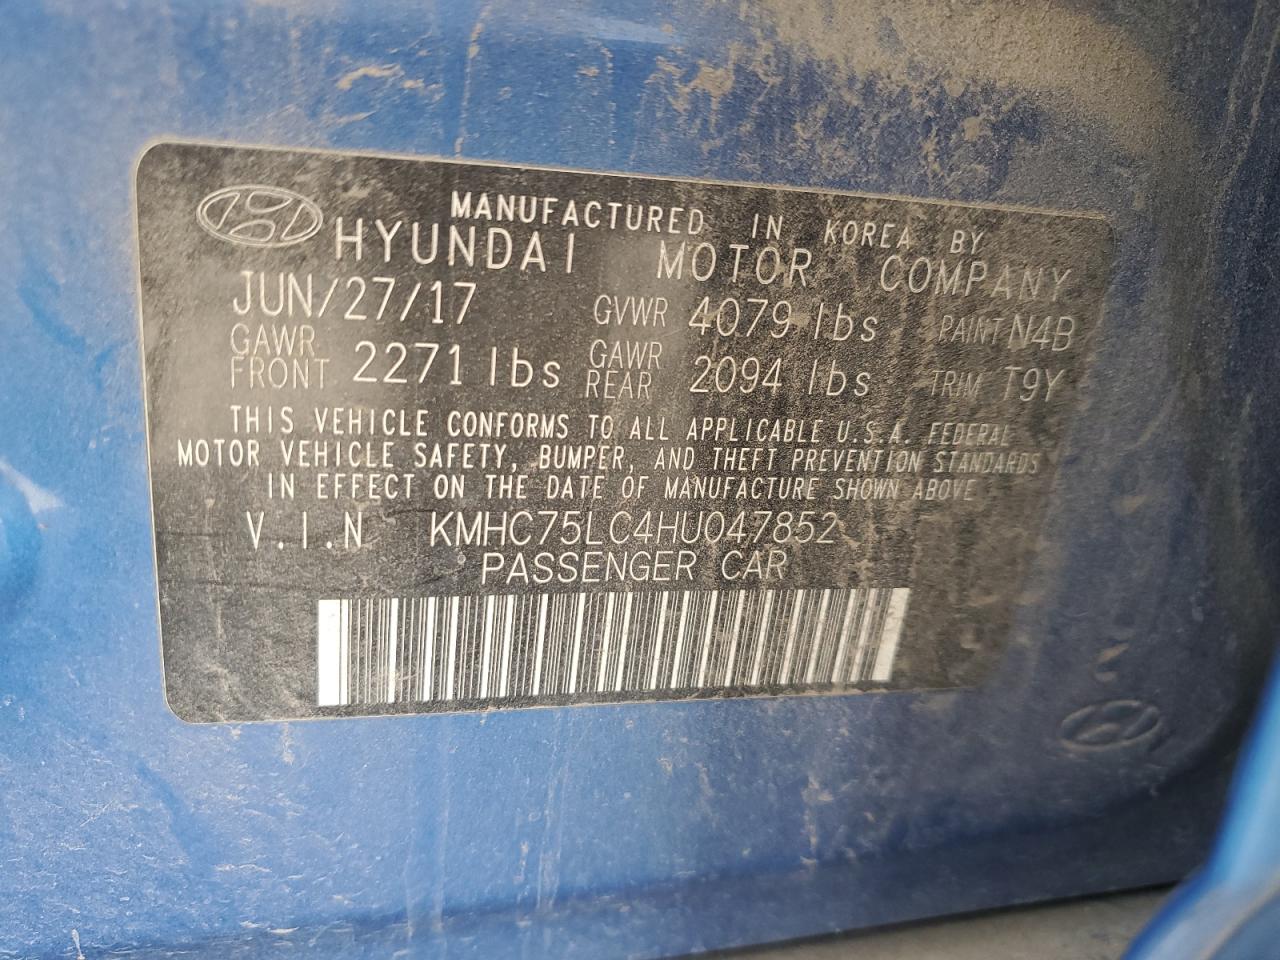 MANUFACTURED IN KOREA BY
HYUNDAI MOTOR COMPANY
JUN/27/17 GVWR 4079 lbs PAINT N4B
GAWR FRONT 2271 lbs GAWR REAR 2094 lbs TRIM T9Y
THIS VEHICLE CONFORMS TO ALL APPLICABLE U.S.A. FEDERAL
MOTOR VEHICLE SAFETY, BUMPER, AND THEFT PREVENTION STANDARDS
IN EFFECT ON THE DATE OF MANUFACTURE SHOWN ABOVE
V.I.N KMHC75LC4HU047852
PASSENGER CAR